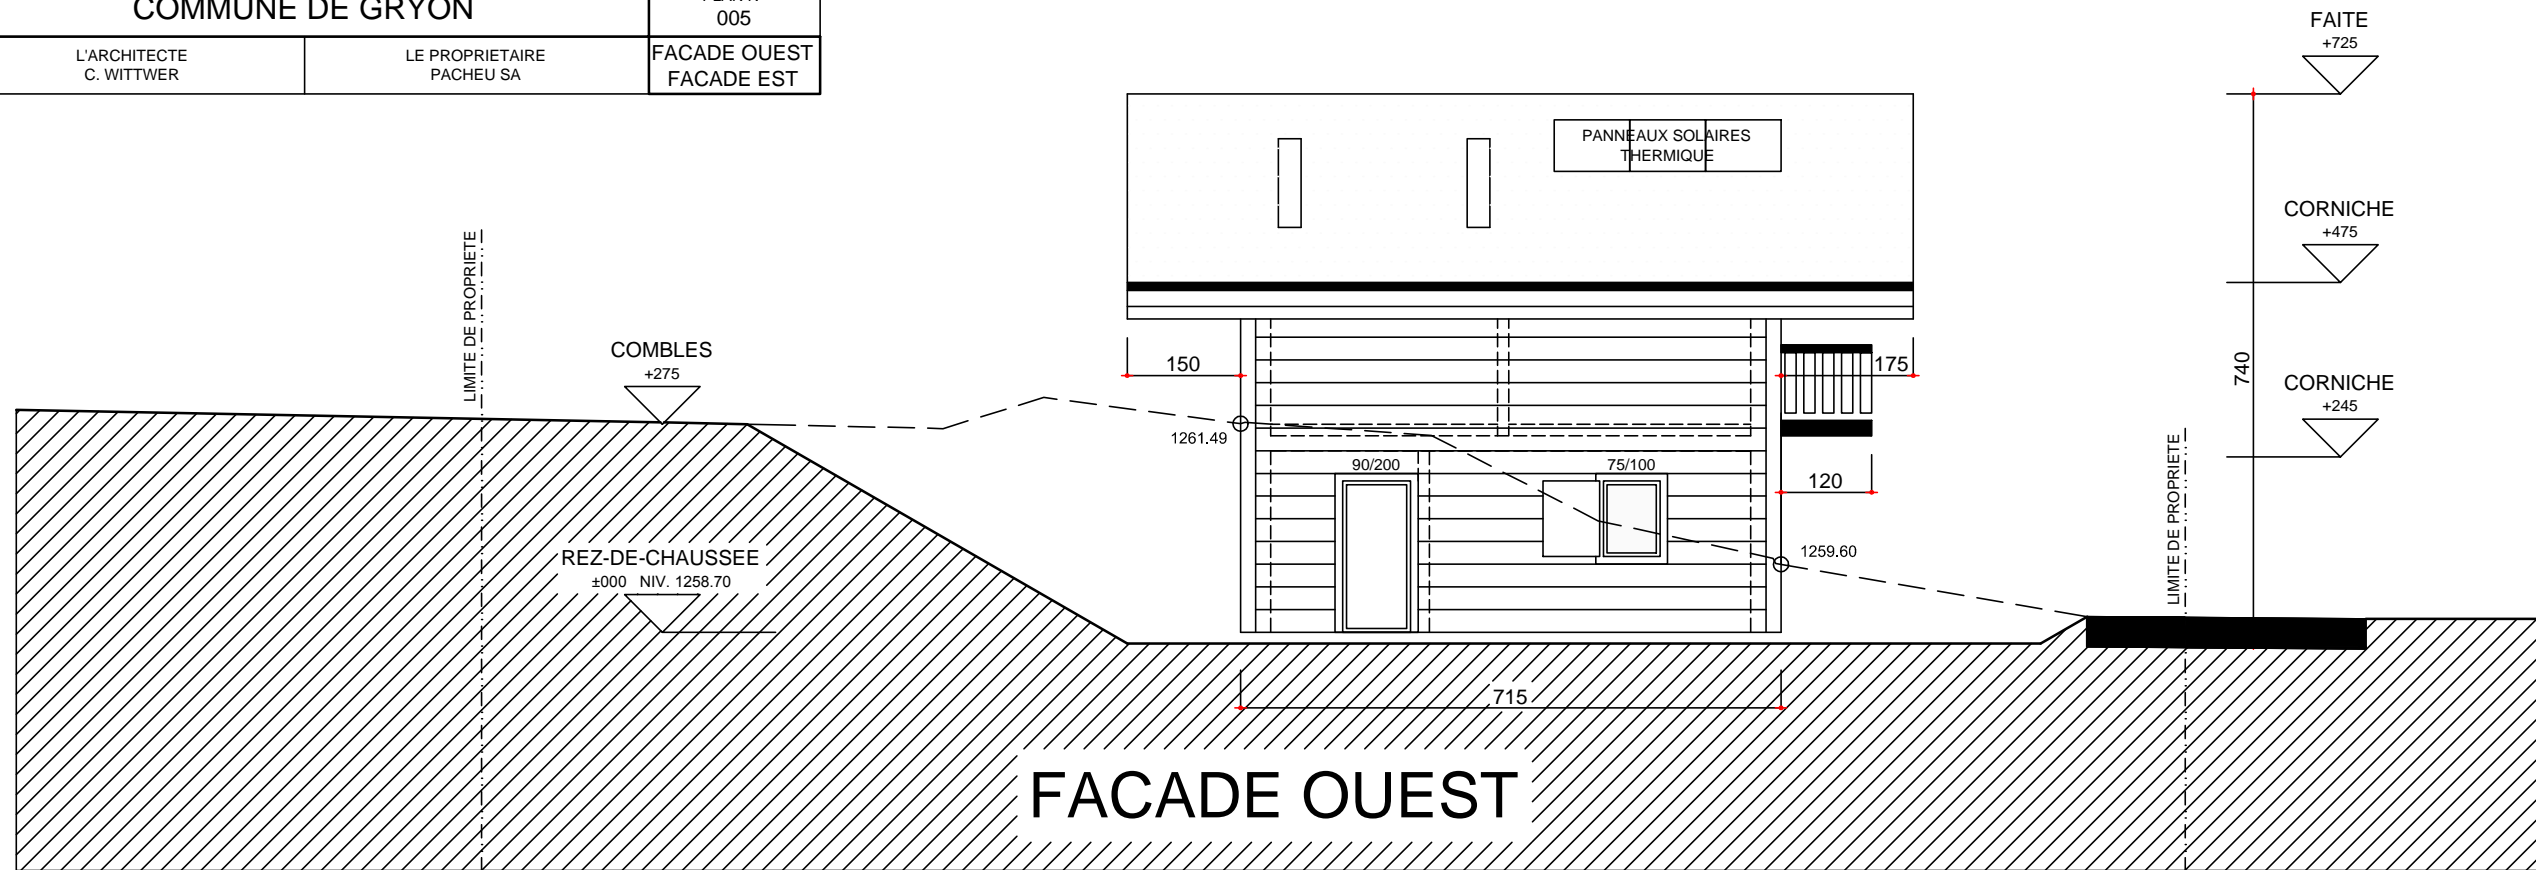 COMMUNE DE GRYON
005
L'ARCHITECTE
C. WITTWER
LE PROPRIETAIRE
PACHEU SA
FACADE OUEST
FACADE EST
FAITE
+725
PANNEAUX SOLAIRES
THERMIQUE
CORNICHE
+475
LIMITE DE PROPRIETE
COMBLES
+275
150
175
740
CORNICHE
+245
1261.49
90/200
75/100
120
LIMITE DE PROPRIETE
1259.60
REZ-DE-CHAUSSEE
±000 NIV. 1258.70
715
FACADE OUEST